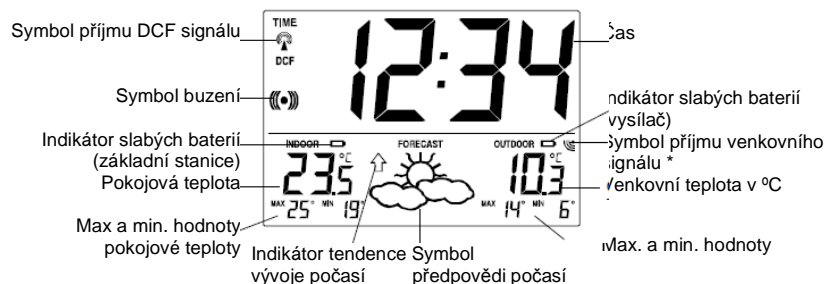 TIME
DCF
12:34
Symbol příjmu DCF signálu
Symbol buzení
Čas
Indikátor slabých baterií
(základní stanice)
Pokojová teplota
Max a min. hodnoty
pokojové teploty
INDOOR
23.5 °C
MAX 25° MIN 19°
FORECAST
OUTDOOR
10.3 °C
MAX 14° MIN 6°
Indikátor tendence
vývoje počasí
Symbol
předpovědi počasí
ndikátor slabých baterií
vysílač)
Symbol příjmu venkovního
signálu *
Venkovní teplota v ºC
Max. a min. hodnoty